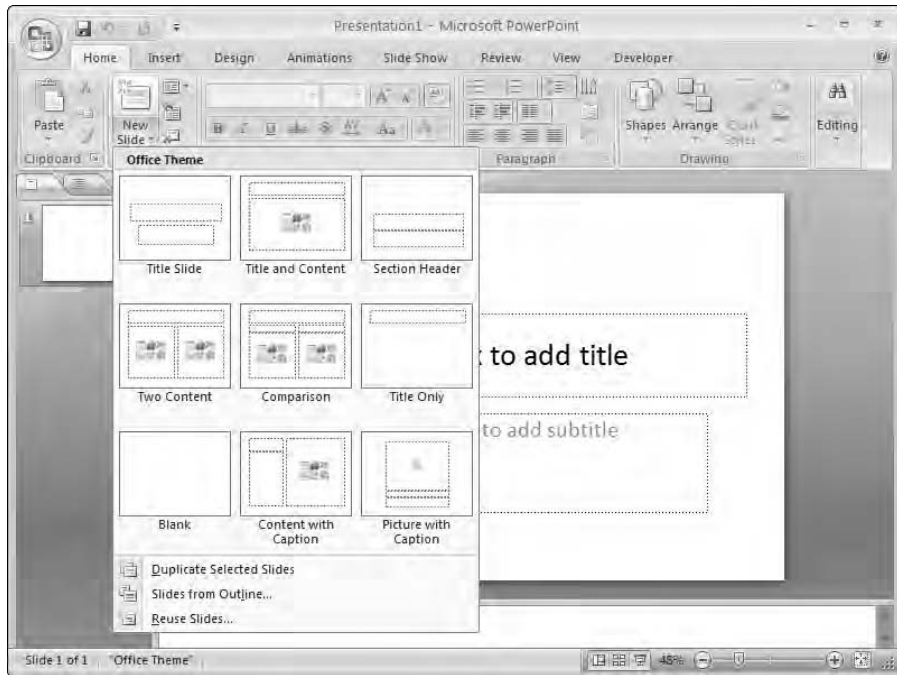 Presentation1 - Microsoft PowerPoint
Home Insert Design Animations Slide Show Review View Developer
Paste
New Slide
Shapes Arrange Quick Styles
Editing
Clipboard
Paragraph
Drawing
Office Theme
Title Slide
Title and Content
Section Header
Two Content
Comparison
Title Only
Blank
Content with Caption
Picture with Caption
to add title
to add subtitle
Duplicate Selected Slides
Slides from Outline...
Reuse Slides...
Slide 1 of 1 "Office Theme" 48%